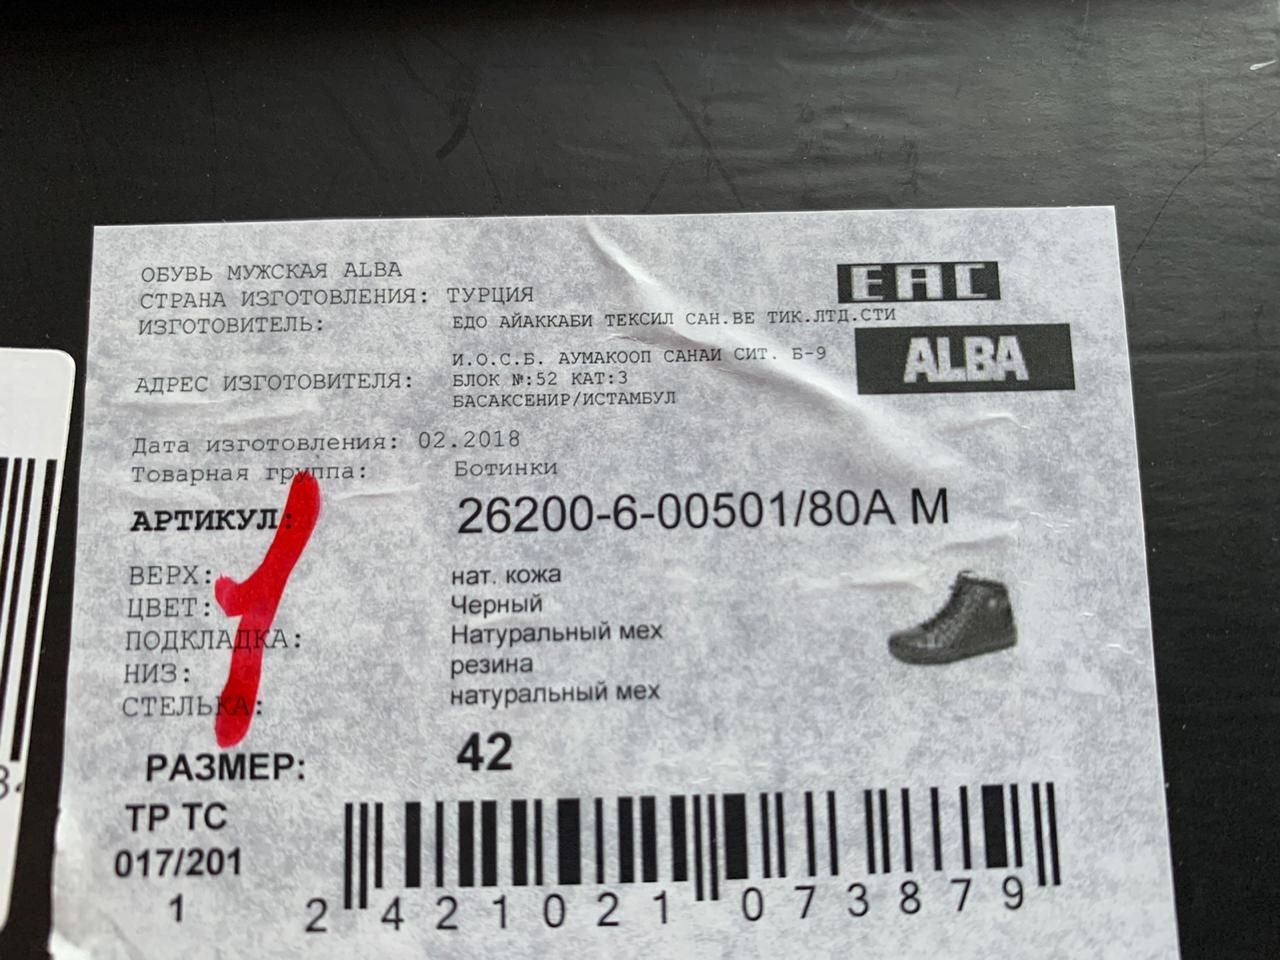 ОБУВЬ МУЖСКАЯ ALBA
СТРАНА ИЗГОТОВЛЕНИЯ: ТУРЦИЯ
ИЗГОТОВИТЕЛЬ: ЕДО АЙАККАБИ ТЕКСИЛ САН.ВЕ ТИК.ЛТД.СТИ
EAC
ALBA
АДРЕС ИЗГОТОВИТЕЛЯ: И.О.С.Б. АУМАКООП САНАИ СИТ. Б-9
БЛОК №:52 КАТ:3
БАСАКСЕНИР/ИСТАМБУЛ
Дата изготовления: 02.2018
Товарная группа: Ботинки
АРТИКУЛ: 26200-6-00501/80А М
ВЕРХ: нат. кожа
ЦВЕТ: Черный
ПОДКЛАДКА: Натуральный мех
НИЗ: резина
СТЕЛЬКА: натуральный мех
РАЗМЕР: 42
ТР ТС
017/201
1
2 421021 073879